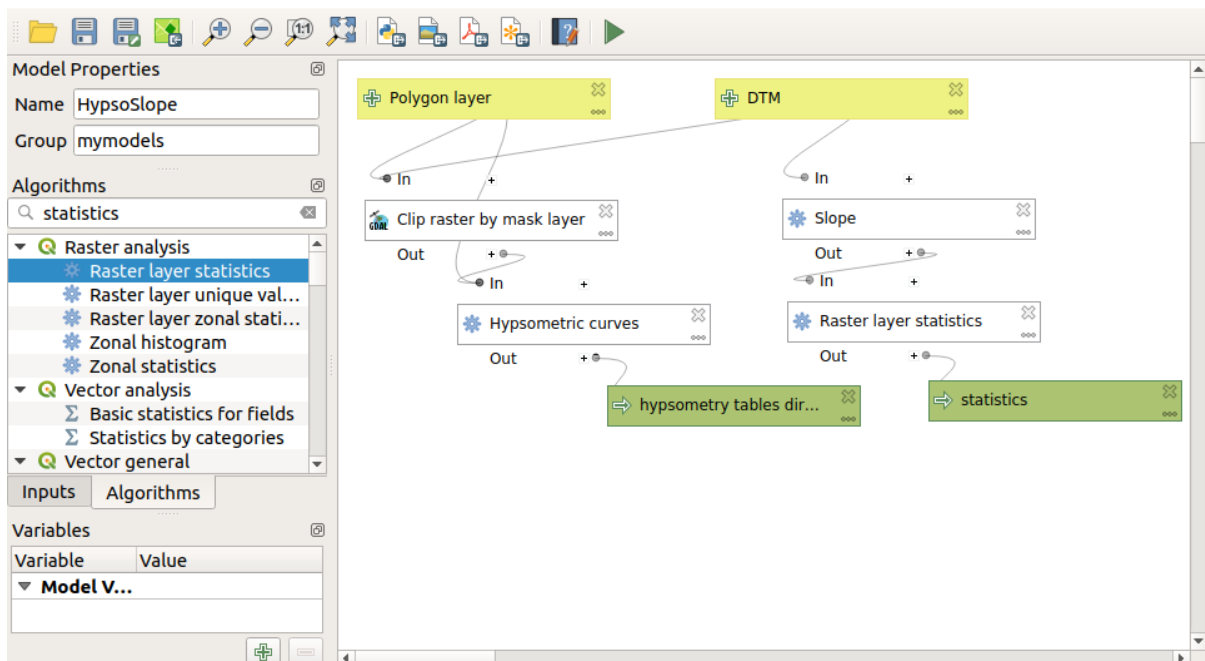 1:1
Model Properties
Name HypsoSlope
Group mymodels
Algorithms
statistics
Raster analysis
Raster layer statistics
Raster layer unique val...
Raster layer zonal stati...
Zonal histogram
Zonal statistics
Vector analysis
Σ Basic statistics for fields
Σ Statistics by categories
Vector general
Inputs Algorithms
Variables
Variable Value
Model V...
Polygon layer
DTM
In +
In +
GDAL Clip raster by mask layer
Slope
Out +
Out +
In +
In +
Hypsometric curves
Raster layer statistics
Out +
Out +
hypsometry tables dir...
statistics